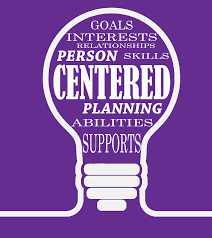 GOALS
INTERESTS
RELATIONSHIPS
PERSON SKILLS
CENTERED
PLANNING
ABILITIES
SUPPORTS